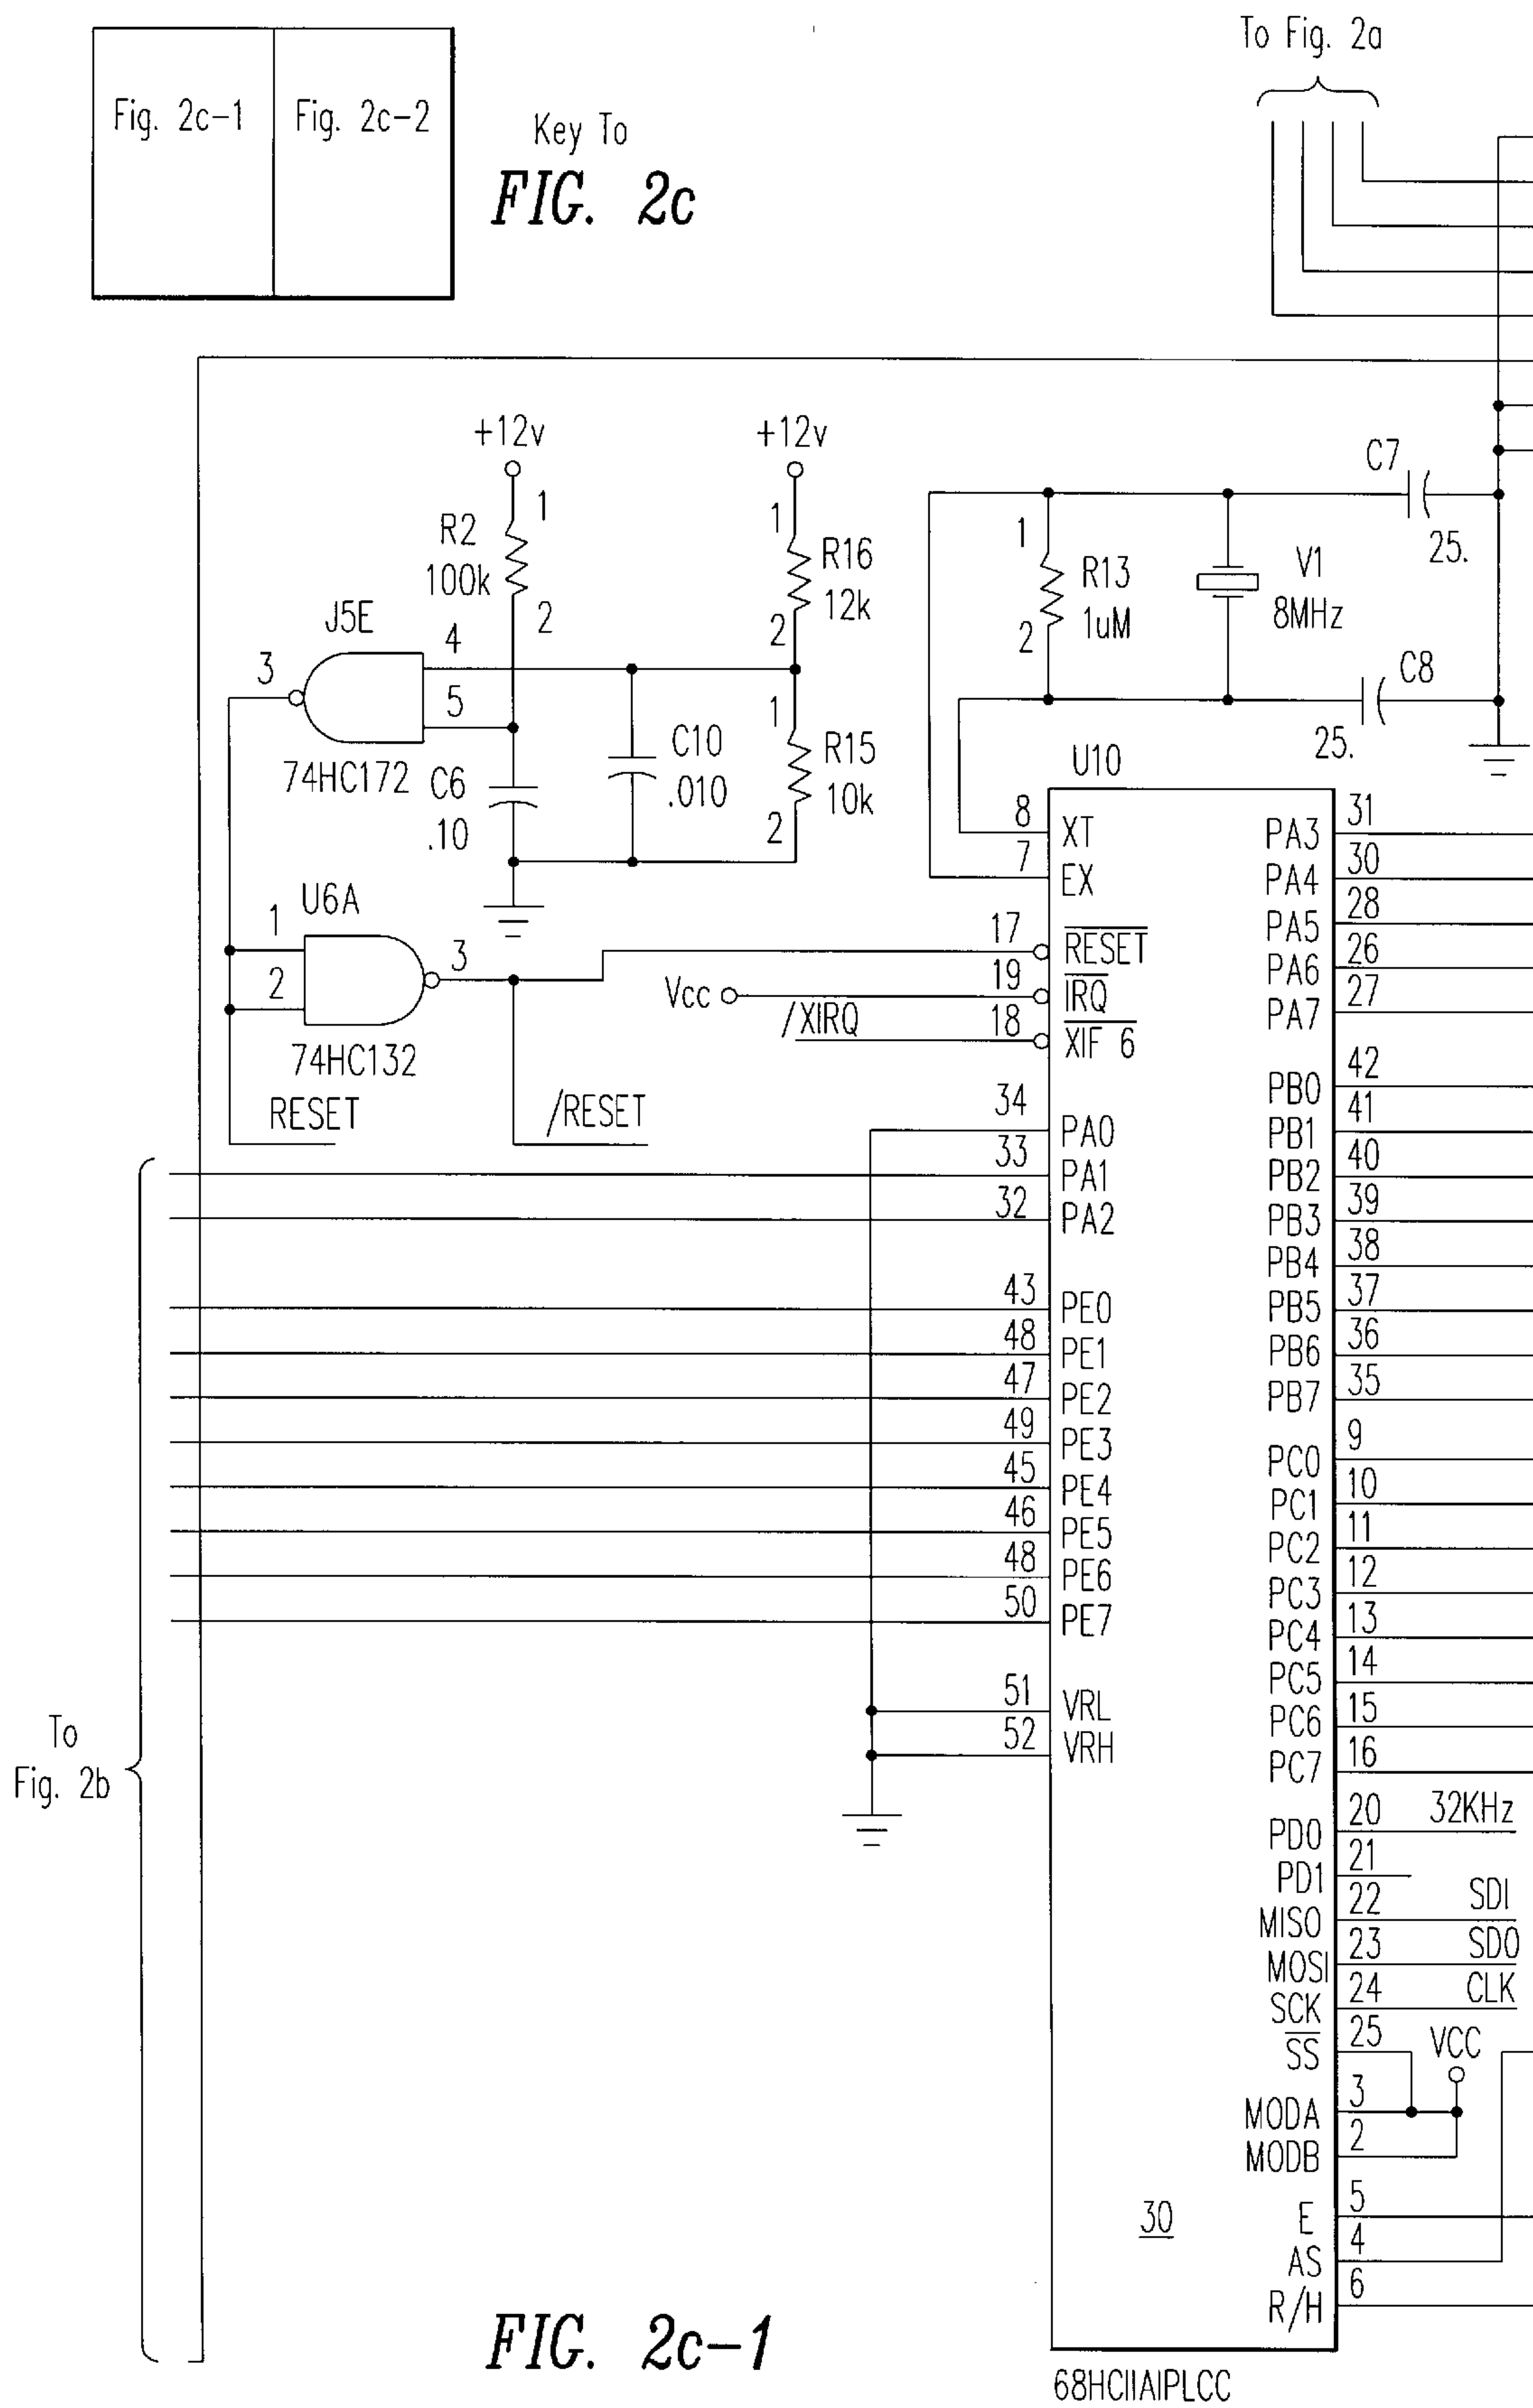 To Fig. 2a
Fig. 2c-1
Fig. 2c-2
Key To
FIG. 2c
+12v
+12v
R2
100k
1
2
1
R16
12k
2
J5E
3
4
5
74HC172
C6
.10
C10
.010
1
R15
10k
2
C7
25.
1
R13
1uM
2
V1
8MHz
C8
25.
U6A
1
2
3
74HC132
RESET
/RESET
Vcc
/XIRQ
U10
8 XT
7 EX
17 RESET
19 IRQ
18 XIF 6
34 PA0
33 PA1
32 PA2
43 PE0
48 PE1
47 PE2
49 PE3
45 PE4
46 PE5
48 PE6
50 PE7
51 VRL
52 VRH
PA3 31
PA4 30
PA5 28
PA6 26
PA7 27
PB0 42
PB1 41
PB2 40
PB3 39
PB4 38
PB5 37
PB6 36
PB7 35
PC0 9
PC1 10
PC2 11
PC3 12
PC4 13
PC5 14
PC6 15
PC7 16
PD0 20 32KHz
PD1 21
MISO 22 SDI
MOSI 23 SDO
SCK 24 CLK
SS 25 VCC
MODA 3
MODB 2
E 5
AS 4
R/H 6
30
To
Fig. 2b
FIG. 2c-1
68HCIIAIPLCC